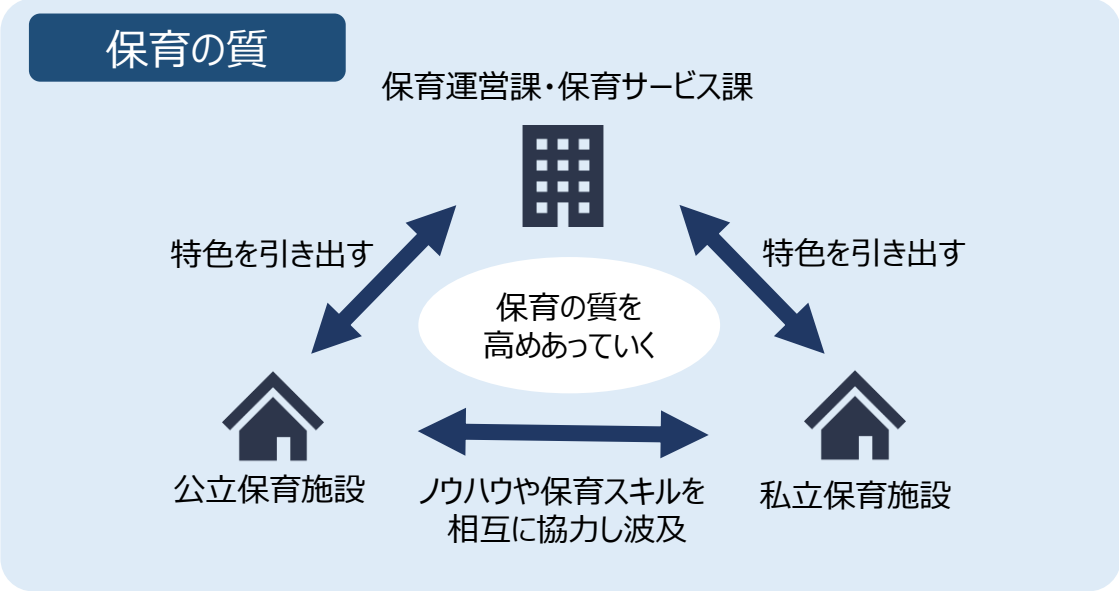 保育の質
保育運営課・保育サービス課
特色を引き出す
特色を引き出す
保育の質を
高めあっていく
公立保育施設
ノウハウや保育スキルを
相互に協力し波及
私立保育施設